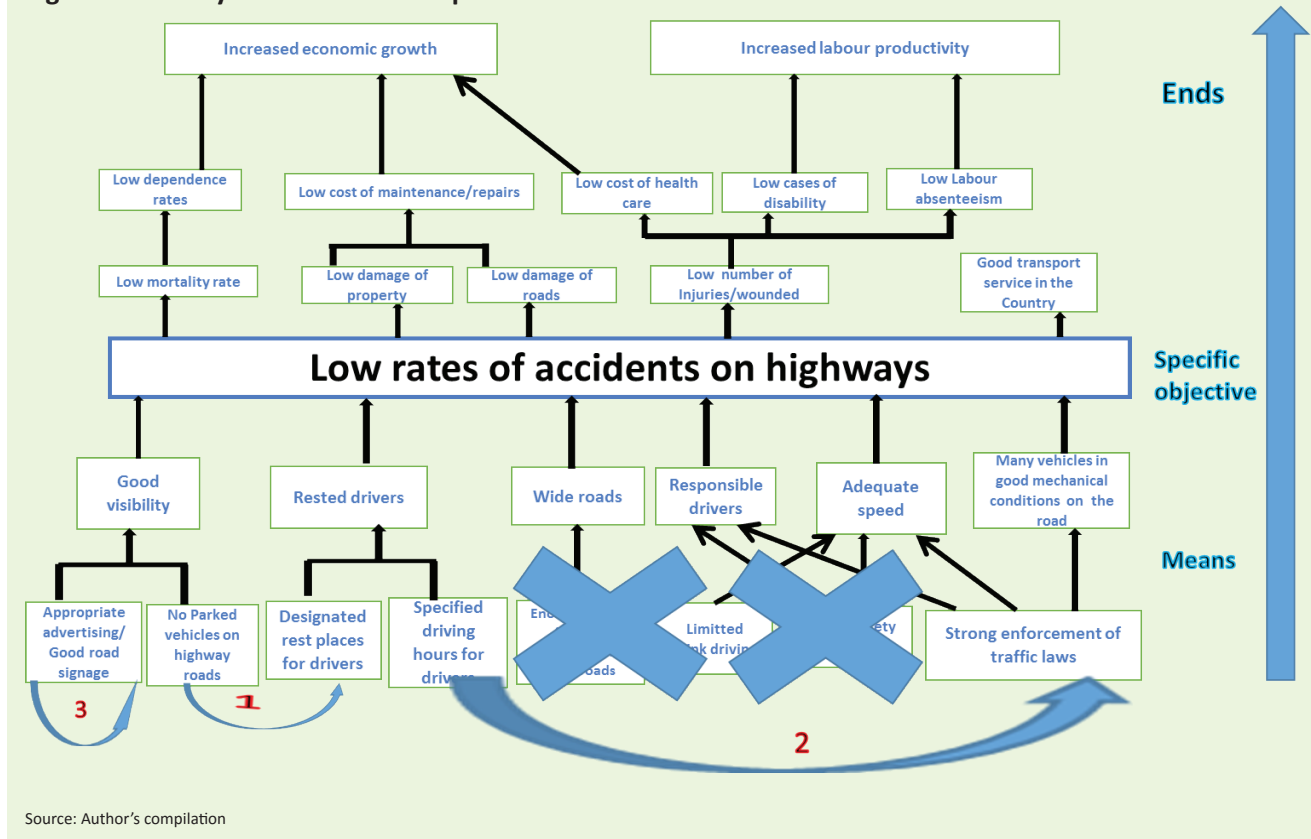 Increased economic growth
Increased labour productivity
Ends
Low dependence
rates
Low cost of maintenance/repairs
Low cost of health
care
Low cases of
disability
Low Labour
absenteeism
Low mortality rate
Low damage of
property
Low damage of
roads
Low number of
Injuries/wounded
Good transport
service in the
Country
Low rates of accidents on highways
Specific
objective
Good
visibility
Rested drivers
Wide roads
Responsible
drivers
Adequate
speed
Many vehicles in
good mechanical
conditions on the
road
Means
Appropriate
advertising/
Good road
signage
No Parked
vehicles on
highway
roads
Designated
rest places
for drivers
Specified
driving
hours for
drivers
Limitted
Strong enforcement of
traffic laws
3
1
2
Source: Author's compilation